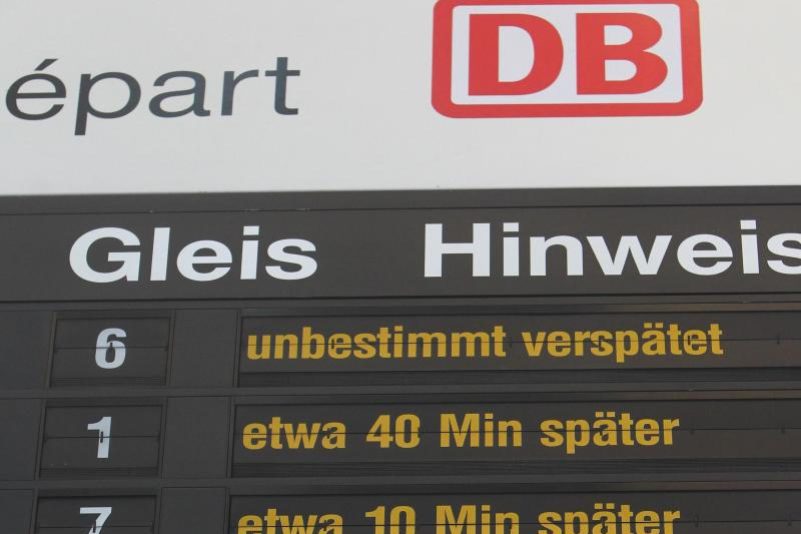 épart DB
Gleis Hinweis
6 unbestimmt verspätet
1 etwa 40 Min später
7 etwa 10 Min später